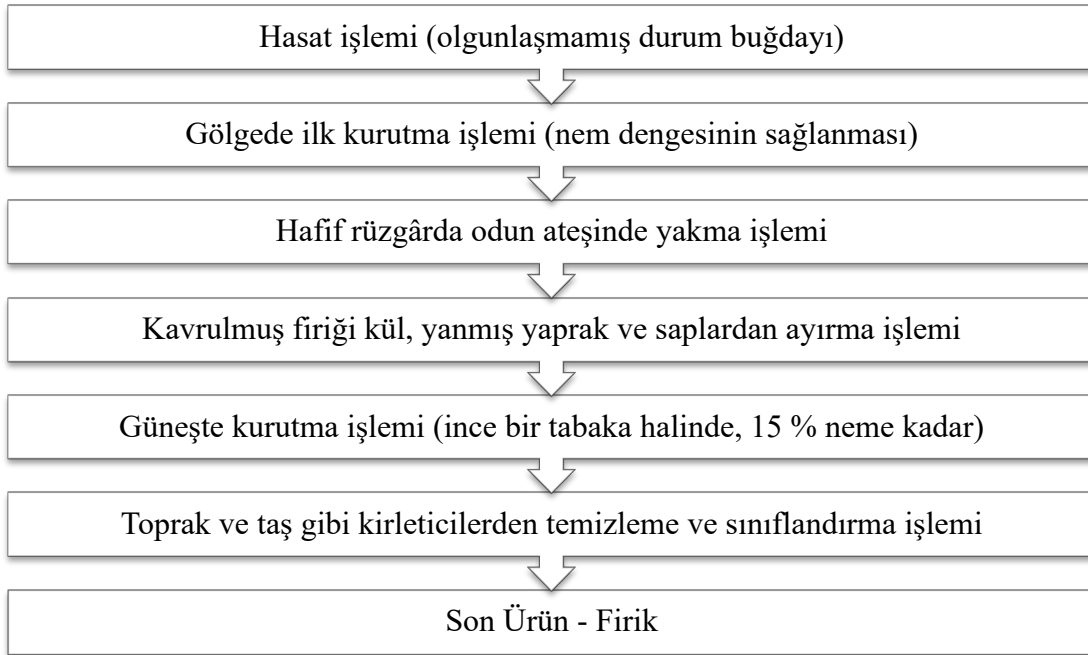 Hasat işlemi (olgunlaşmamış durum buğdayı)
Gölgede ilk kurutma işlemi (nem dengesinin sağlanması)
Hafif rüzgârda odun ateşinde yakma işlemi
Kavrulmuş firiği kül, yanmış yaprak ve saplardan ayırma işlemi
Güneşte kurutma işlemi (ince bir tabaka halinde, 15 % neme kadar)
Toprak ve taş gibi kirleticilerden temizleme ve sınıflandırma işlemi
Son Ürün - Firik